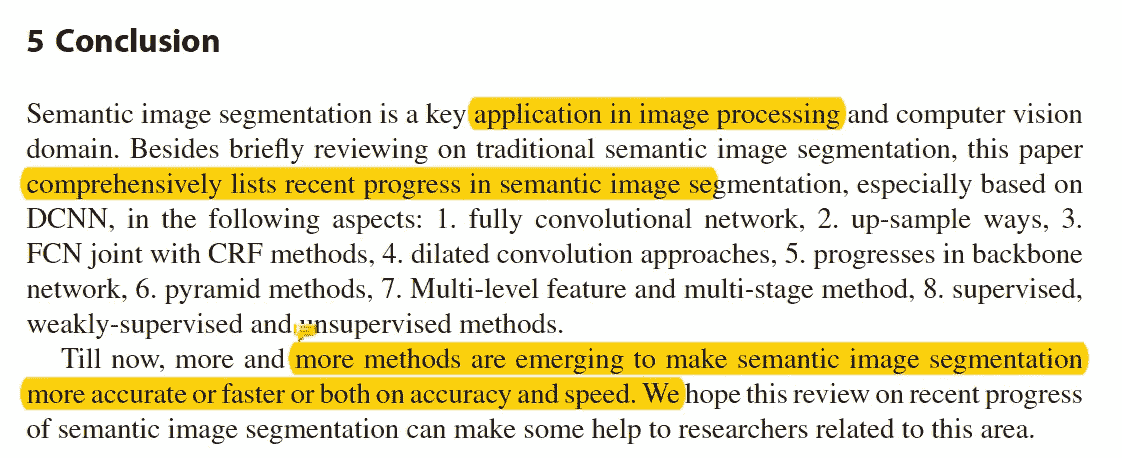 5 Conclusion
Semantic image segmentation is a key application in image processing and computer vision
domain. Besides briefly reviewing on traditional semantic image segmentation, this paper
comprehensively lists recent progress in semantic image segmentation, especially based on
DCNN, in the following aspects: 1. fully convolutional network, 2. up-sample ways, 3.
FCN joint with CRF methods, 4. dilated convolution approaches, 5. progresses in backbone
network, 6. pyramid methods, 7. Multi-level feature and multi-stage method, 8. supervised,
weakly-supervised and unsupervised methods.
Till now, more and more methods are emerging to make semantic image segmentation
more accurate or faster or both on accuracy and speed. We hope this review on recent progress
of semantic image segmentation can make some help to researchers related to this area.